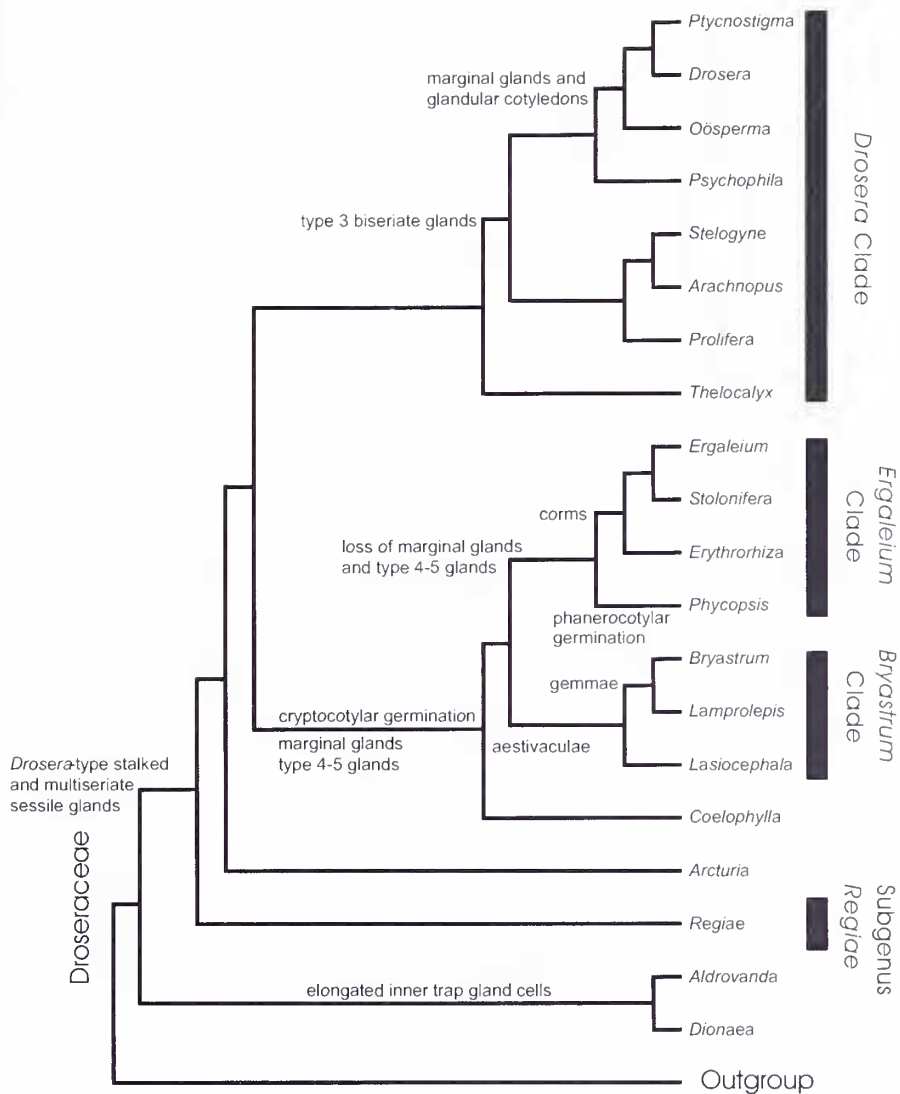 Ptycnostigma
marginal glands and
glandular cotyledons
Drosera
Oösperma
Psychophila
Drosera Clade
type 3 biseriate glands
Stelogyne
Arachnopus
Prolifera
Thelocalyx
Ergaleium
Stolonifera
corms
loss of marginal glands
and type 4-5 glands
Erythrorhiza
Phycopsis
Ergaleium
Clade
phanerocotylar
germination
Bryastrum
gemmae
Lamprolepis
Bryastrum
Clade
cryptocotylar germination
marginal glands
type 4-5 glands
aestivaculae
Lasiocephala
Drosera-type stalked
and multiseriate
sessile glands
Coelophylla
Droseraceae
Arcturia
Regiae
Subgenus
Regiae
Aldrovanda
elongated inner trap gland cells
Dionaea
Outgroup